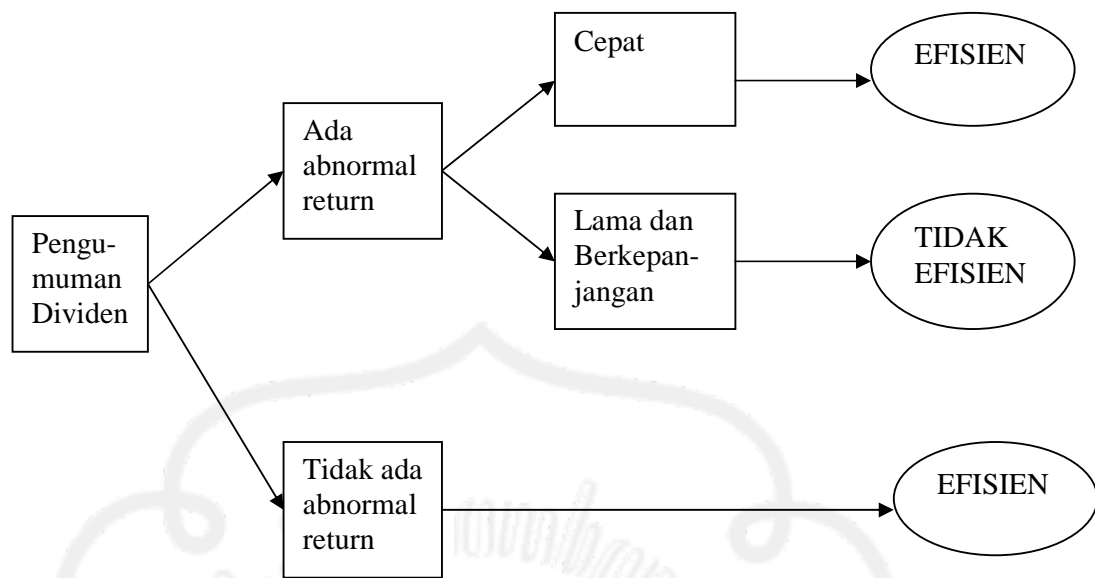 Cepat
EFISIEN
Ada
abnormal
return
Lama dan
Berkepan-
jangan
TIDAK
EFISIEN
Pengu-
muman
Dividen
Tidak ada
abnormal
return
EFISIEN